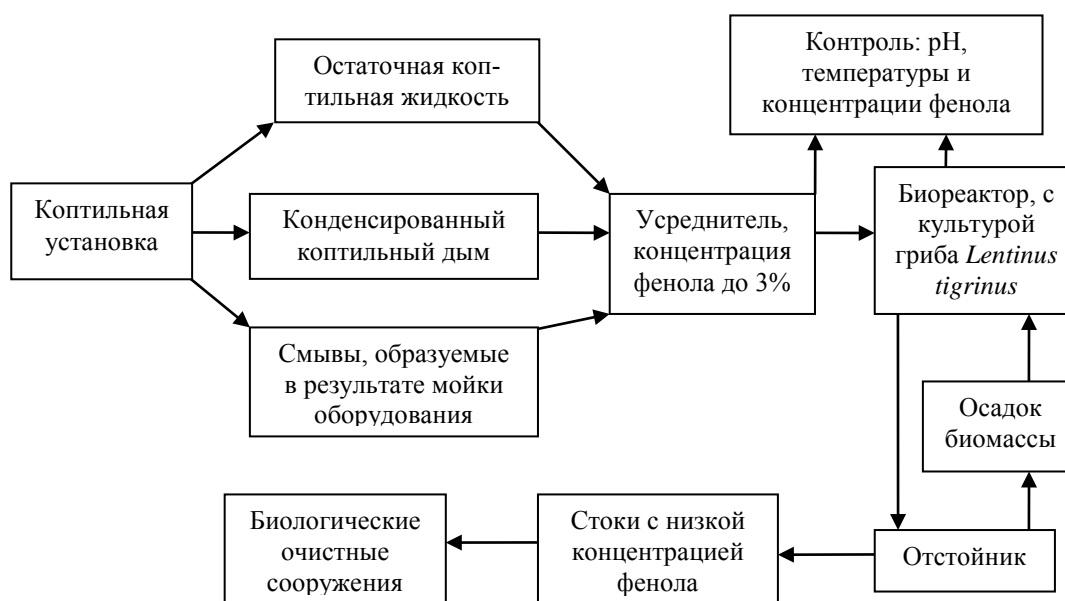 Остаточная коп-
тильная жидкость
Контроль: pH,
температуры и
концентрации фенола
Коптильная
установка
Конденсированный
коптильный дым
Усреднитель,
концентрация
фенола до 3%
Биореактор, с
культурой
гриба Lentinus
tigrinus
Смывы, образуемые
в результате мойки
оборудования
Осадок
биомассы
Биологические
очистные
сооружения
Стоки с низкой
концентрацией
фенола
Отстойник